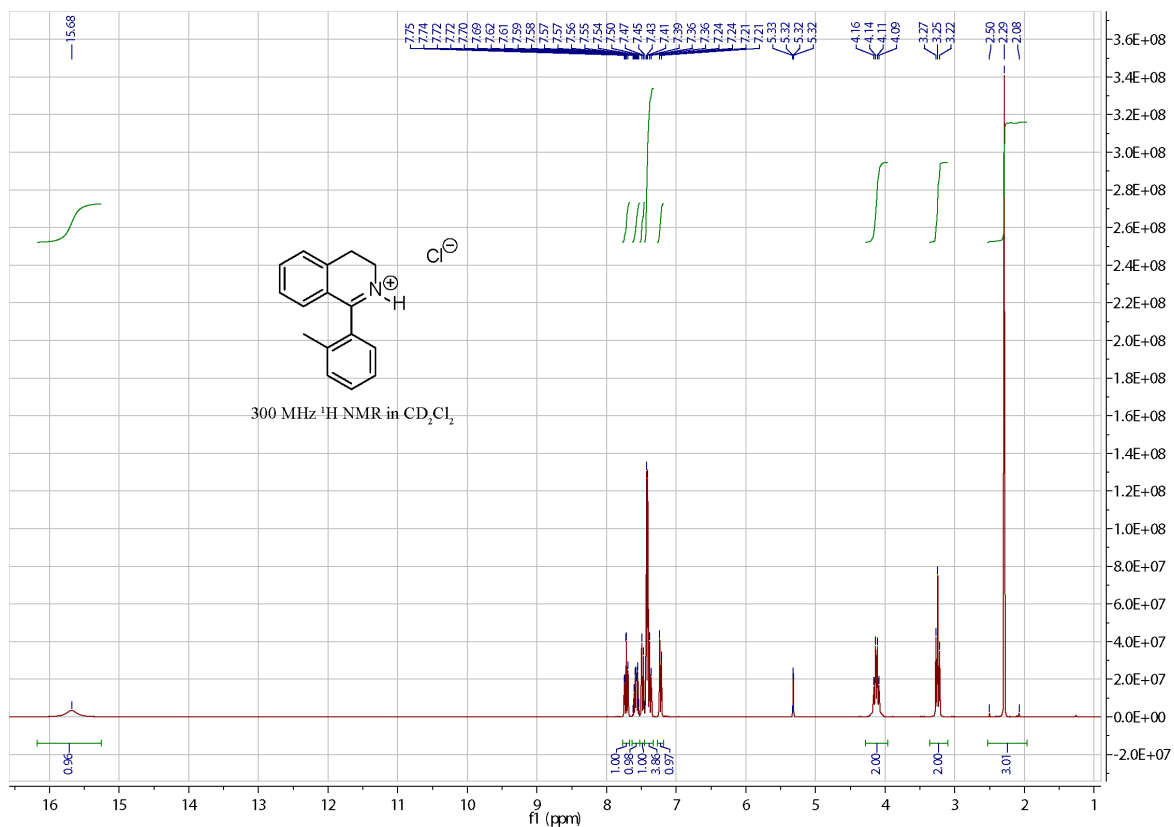 15.68
7.75
7.74
7.72
7.72
7.70
7.69
7.62
7.61
7.59
7.58
7.57
7.57
7.56
7.55
7.54
7.50
7.47
7.45
7.43
7.41
7.39
7.36
7.36
7.24
7.24
7.21
7.21
5.33
5.32
5.32
5.32
4.16
4.14
4.11
4.09
3.27
3.25
3.22
2.50
2.29
2.08
3.6E+08
3.4E+08
3.2E+08
3.0E+08
2.8E+08
2.6E+08
2.4E+08
2.2E+08
2.0E+08
1.8E+08
1.6E+08
1.4E+08
1.2E+08
1.0E+08
8.0E+07
6.0E+07
4.0E+07
2.0E+07
0.0E+00
-2.0E+07
Cl⊖
N⊕
H
300 MHz ¹H NMR in CD₂Cl₂
0.96
1.00
0.98
1.00
3.86
0.97
2.00
2.00
3.01
16 15 14 13 12 11 10 9 8 7 6 5 4 3 2 1
f1 (ppm)